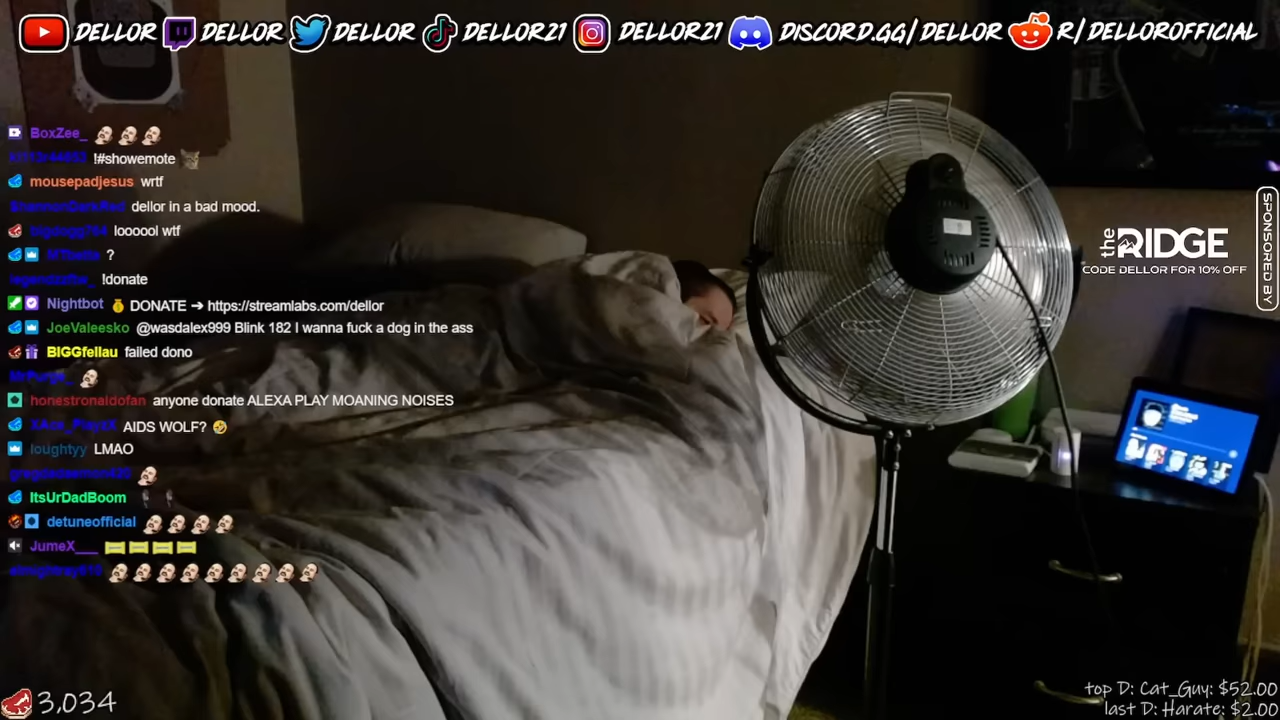 DELLOR DELLOR DELLOR DELLOR21 DELLOR21 DISCORD.GG/DELLOR R/DELLOROFFICIAL
BoxZee_
!#showemote
mousepadjesus wrtf
ShannonDarkRed dellor in a bad mood.
bigdogg764 loooool wtf
?
!donate
Nightbot DONATE ➔ https://streamlabs.com/dellor
JoeValeesko @wasdalex999 Blink 182 I wanna fuck a dog in the ass
BIGGfellau failed dono
honestronaldofan anyone donate ALEXA PLAY MOANING NOISES
AIDS WOLF?
loughtyy LMAO
ItsUrDadBoom
detuneofficial
JumeX___
the RIDGE
CODE DELLOR FOR 10% OFF
SPONSORED BY
3,034
top D: Cat_Guy: $52.00
last D: Harate: $2.00